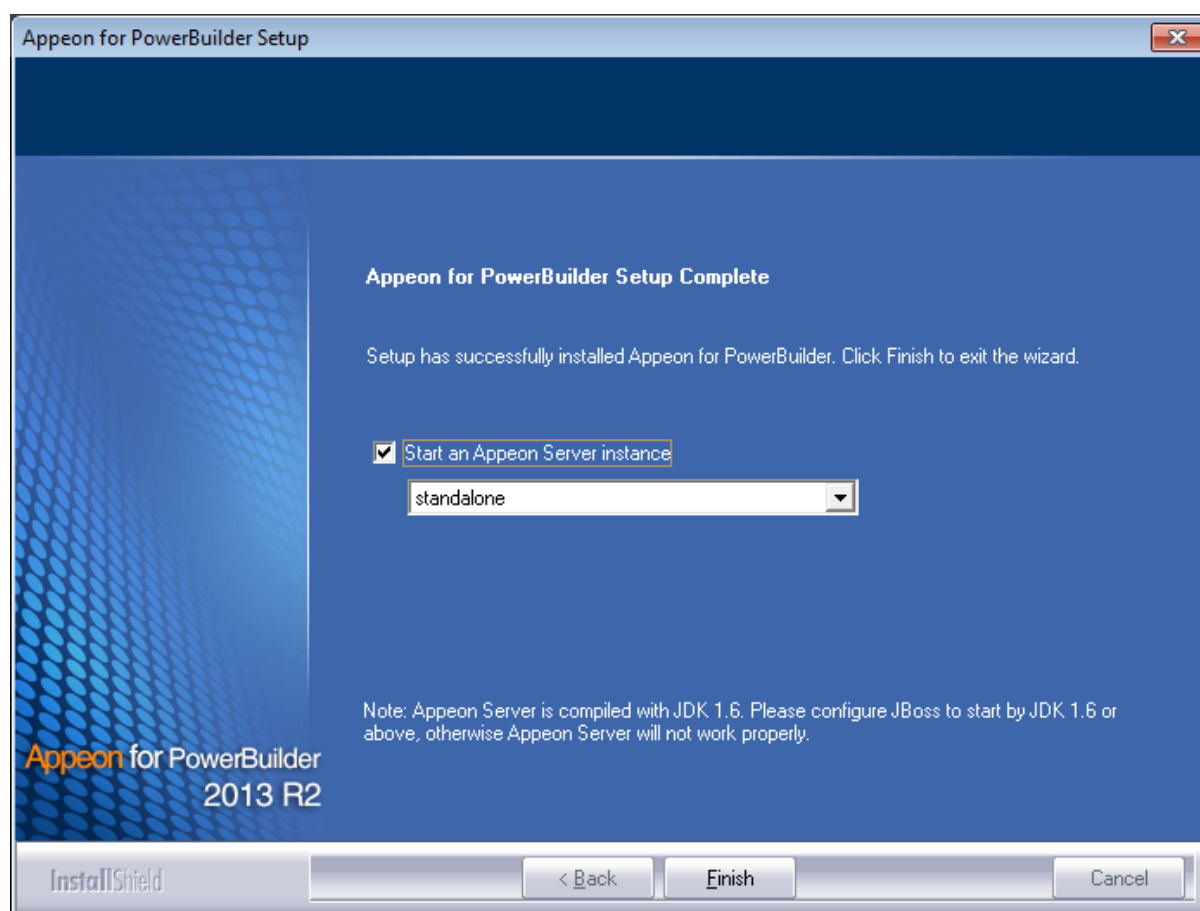 Appeon for PowerBuilder Setup
Appeon for PowerBuilder Setup Complete
Setup has successfully installed Appeon for PowerBuilder. Click Finish to exit the wizard.
Start an Appeon Server instance
standalone
Note: Appeon Server is compiled with JDK 1.6. Please configure JBoss to start by JDK 1.6 or
above, otherwise Appeon Server will not work properly.
Appeon for PowerBuilder
2013 R2
InstallShield
< Back
Finish
Cancel